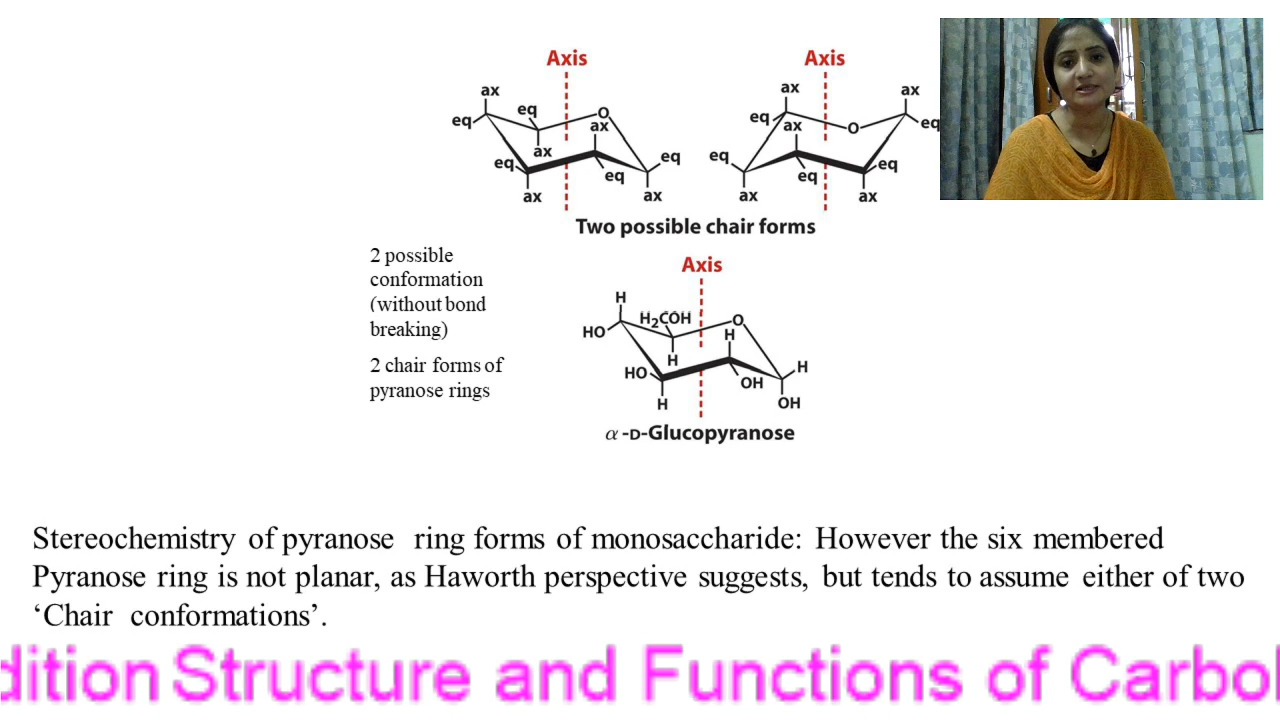 Axis
Axis
ax
eq
eq
ax
O
ax
eq
ax
eq
eq
ax
ax
eq
ax
eq
ax
O
ax
eq
eq
ax
eq
eq
ax
Two possible chair forms
2 possible
conformation
(without bond
breaking)
2 chair forms of
pyranose rings
Axis
H
HO
H₂COH
O
H
H
HO
H
H
OH
OH
α-D-Glucopyranose
Stereochemistry of pyranose ring forms of monosaccharide: However the six membered
Pyranose ring is not planar, as Haworth perspective suggests, but tends to assume either of two
‘Chair conformations’.
dition Structure and Functions of Carbol